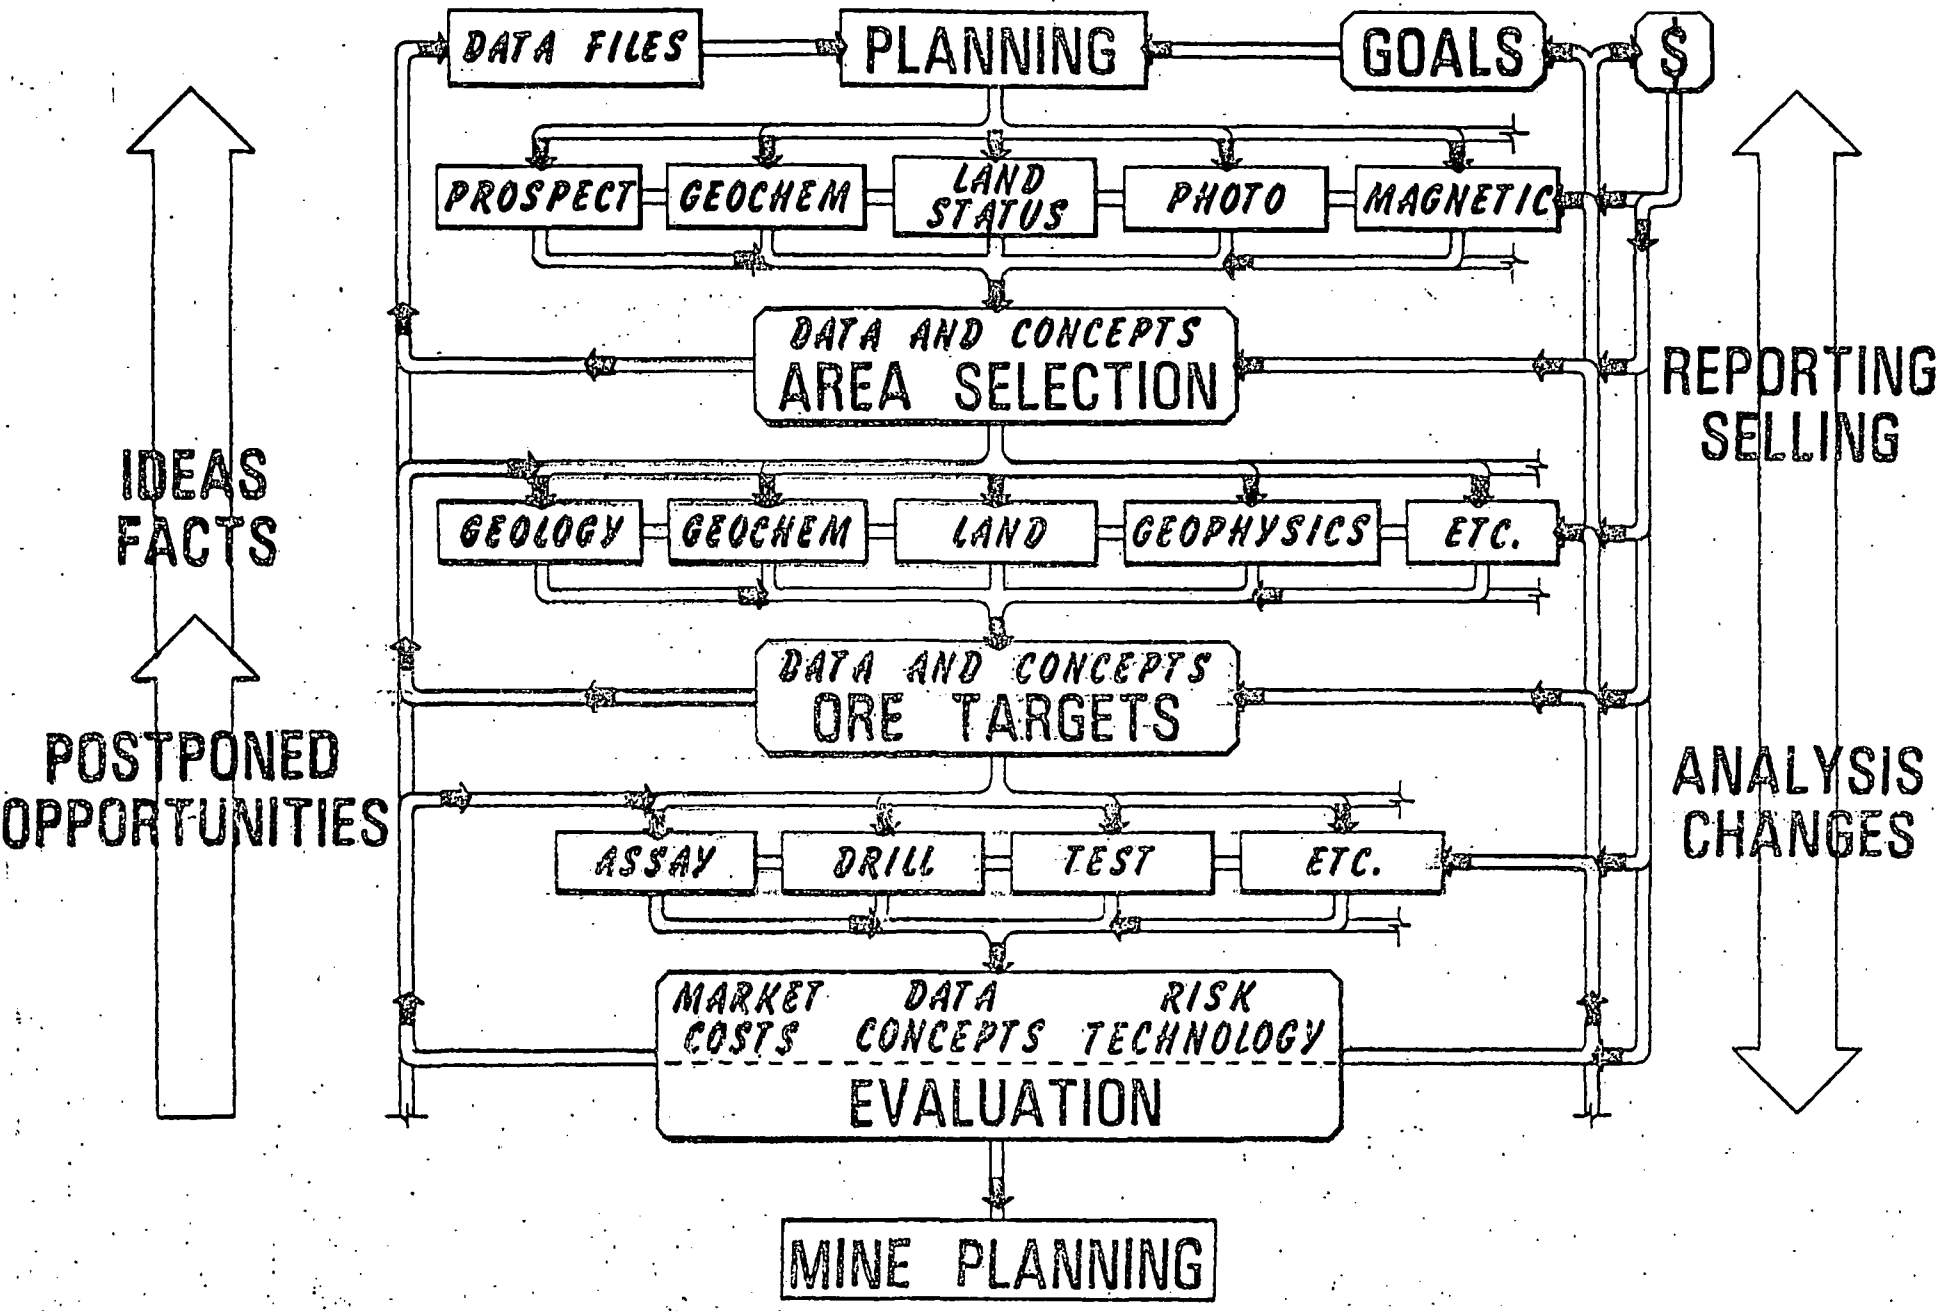 DATA FILES
PLANNING
GOALS
$
PROSPECT
GEOCHEM
LAND
STATUS
PHOTO
MAGNETIC
DATA AND CONCEPTS
AREA SELECTION
REPORTING
SELLING
IDEAS
FACTS
GEOLOGY
GEOCHEM
LAND
GEOPHYSICS
ETC.
DATA AND CONCEPTS
ORE TARGETS
POSTPONED
OPPORTUNITIES
ANALYSIS
CHANGES
ASSAY
DRILL
TEST
ETC.
MARKET DATA RISK
COSTS CONCEPTS TECHNOLOGY
EVALUATION
MINE PLANNING